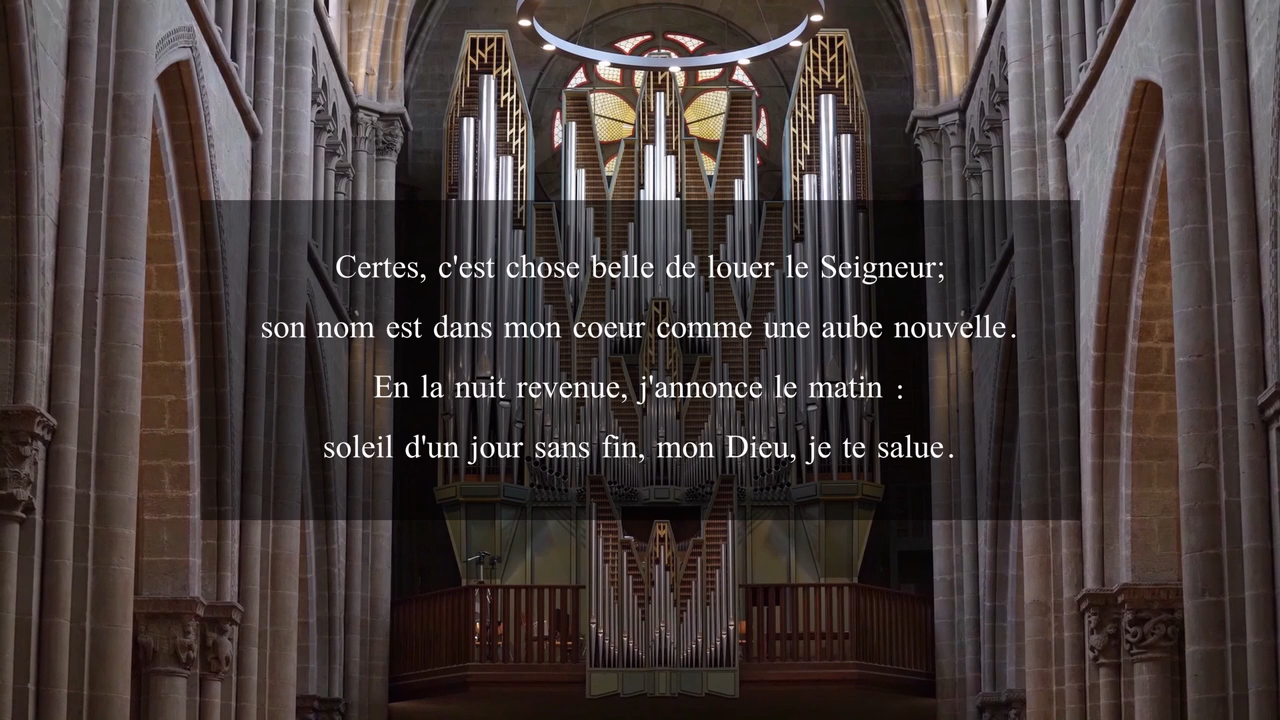 Certes, c'est chose belle de louer le Seigneur;
son nom est dans mon coeur comme une aube nouvelle.
En la nuit revenue, j'annonce le matin :
soleil d'un jour sans fin, mon Dieu, je te salue.